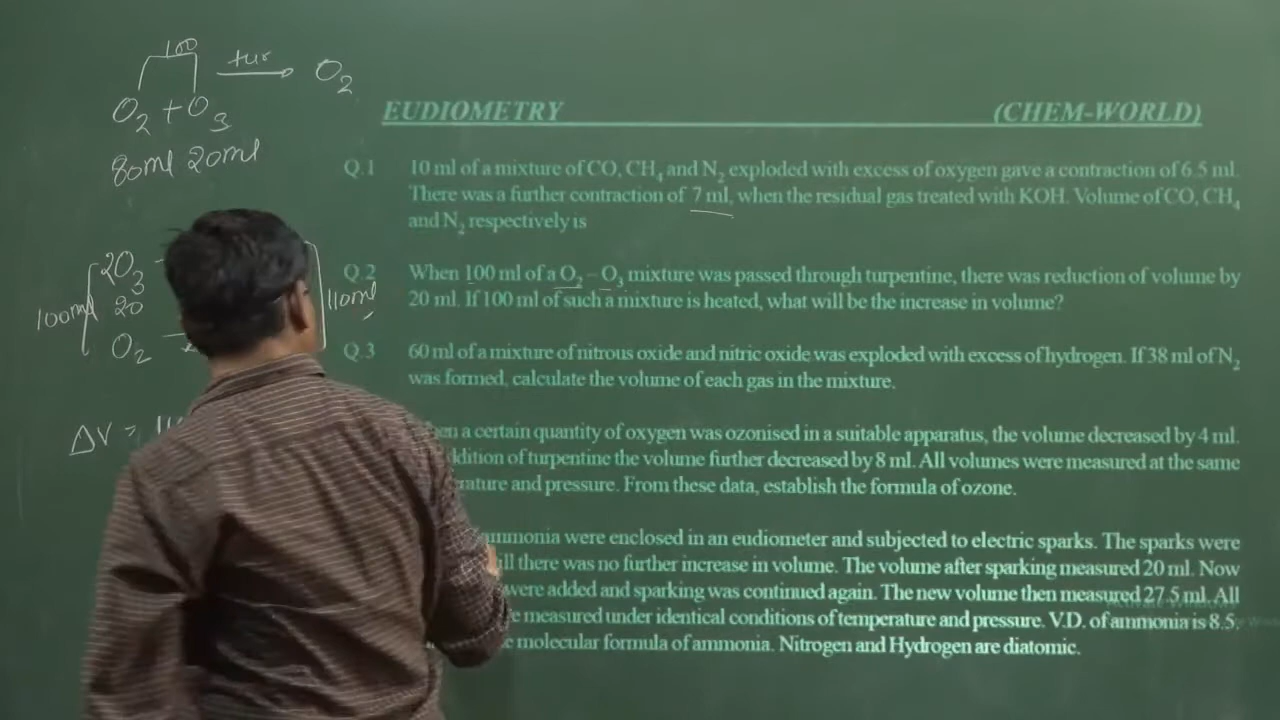 100
O₂ + O₃ tur → O₂
80ml 20ml
EUDIOMETRY (CHEM-WORLD)
Q.1 10 ml of a mixture of CO, CH₄ and N₂ exploded with excess of oxygen gave a contraction of 6.5 ml.
There was a further contraction of 7 ml, when the residual gas treated with KOH. Volume of CO, CH₄
and N₂ respectively is
Q.2 When 100 ml of a O₂ – O₃ mixture was passed through turpentine, there was reduction of volume by
20 ml. If 100 ml of such a mixture is heated, what will be the increase in volume?
Q.3 60 ml of a mixture of nitrous oxide and nitric oxide was exploded with excess of hydrogen. If 38 ml of N₂
was formed, calculate the volume of each gas in the mixture.
a certain quantity of oxygen was ozonised in a suitable apparatus, the volume decreased by 4 ml.
ddition of turpentine the volume further decreased by 8 ml. All volumes were measured at the same
rature and pressure. From these data, establish the formula of ozone.
mmonia were enclosed in an eudiometer and subjected to electric sparks. The sparks were
ll there was no further increase in volume. The volume after sparking measured 20 ml. Now
were added and sparking was continued again. The new volume then measured 27.5 ml. All
e measured under identical conditions of temperature and pressure. V.D. of ammonia is 8.5.
molecular formula of ammonia. Nitrogen and Hydrogen are diatomic.
2O₃
100ml 20 110ml
O₂
ΔV = 11